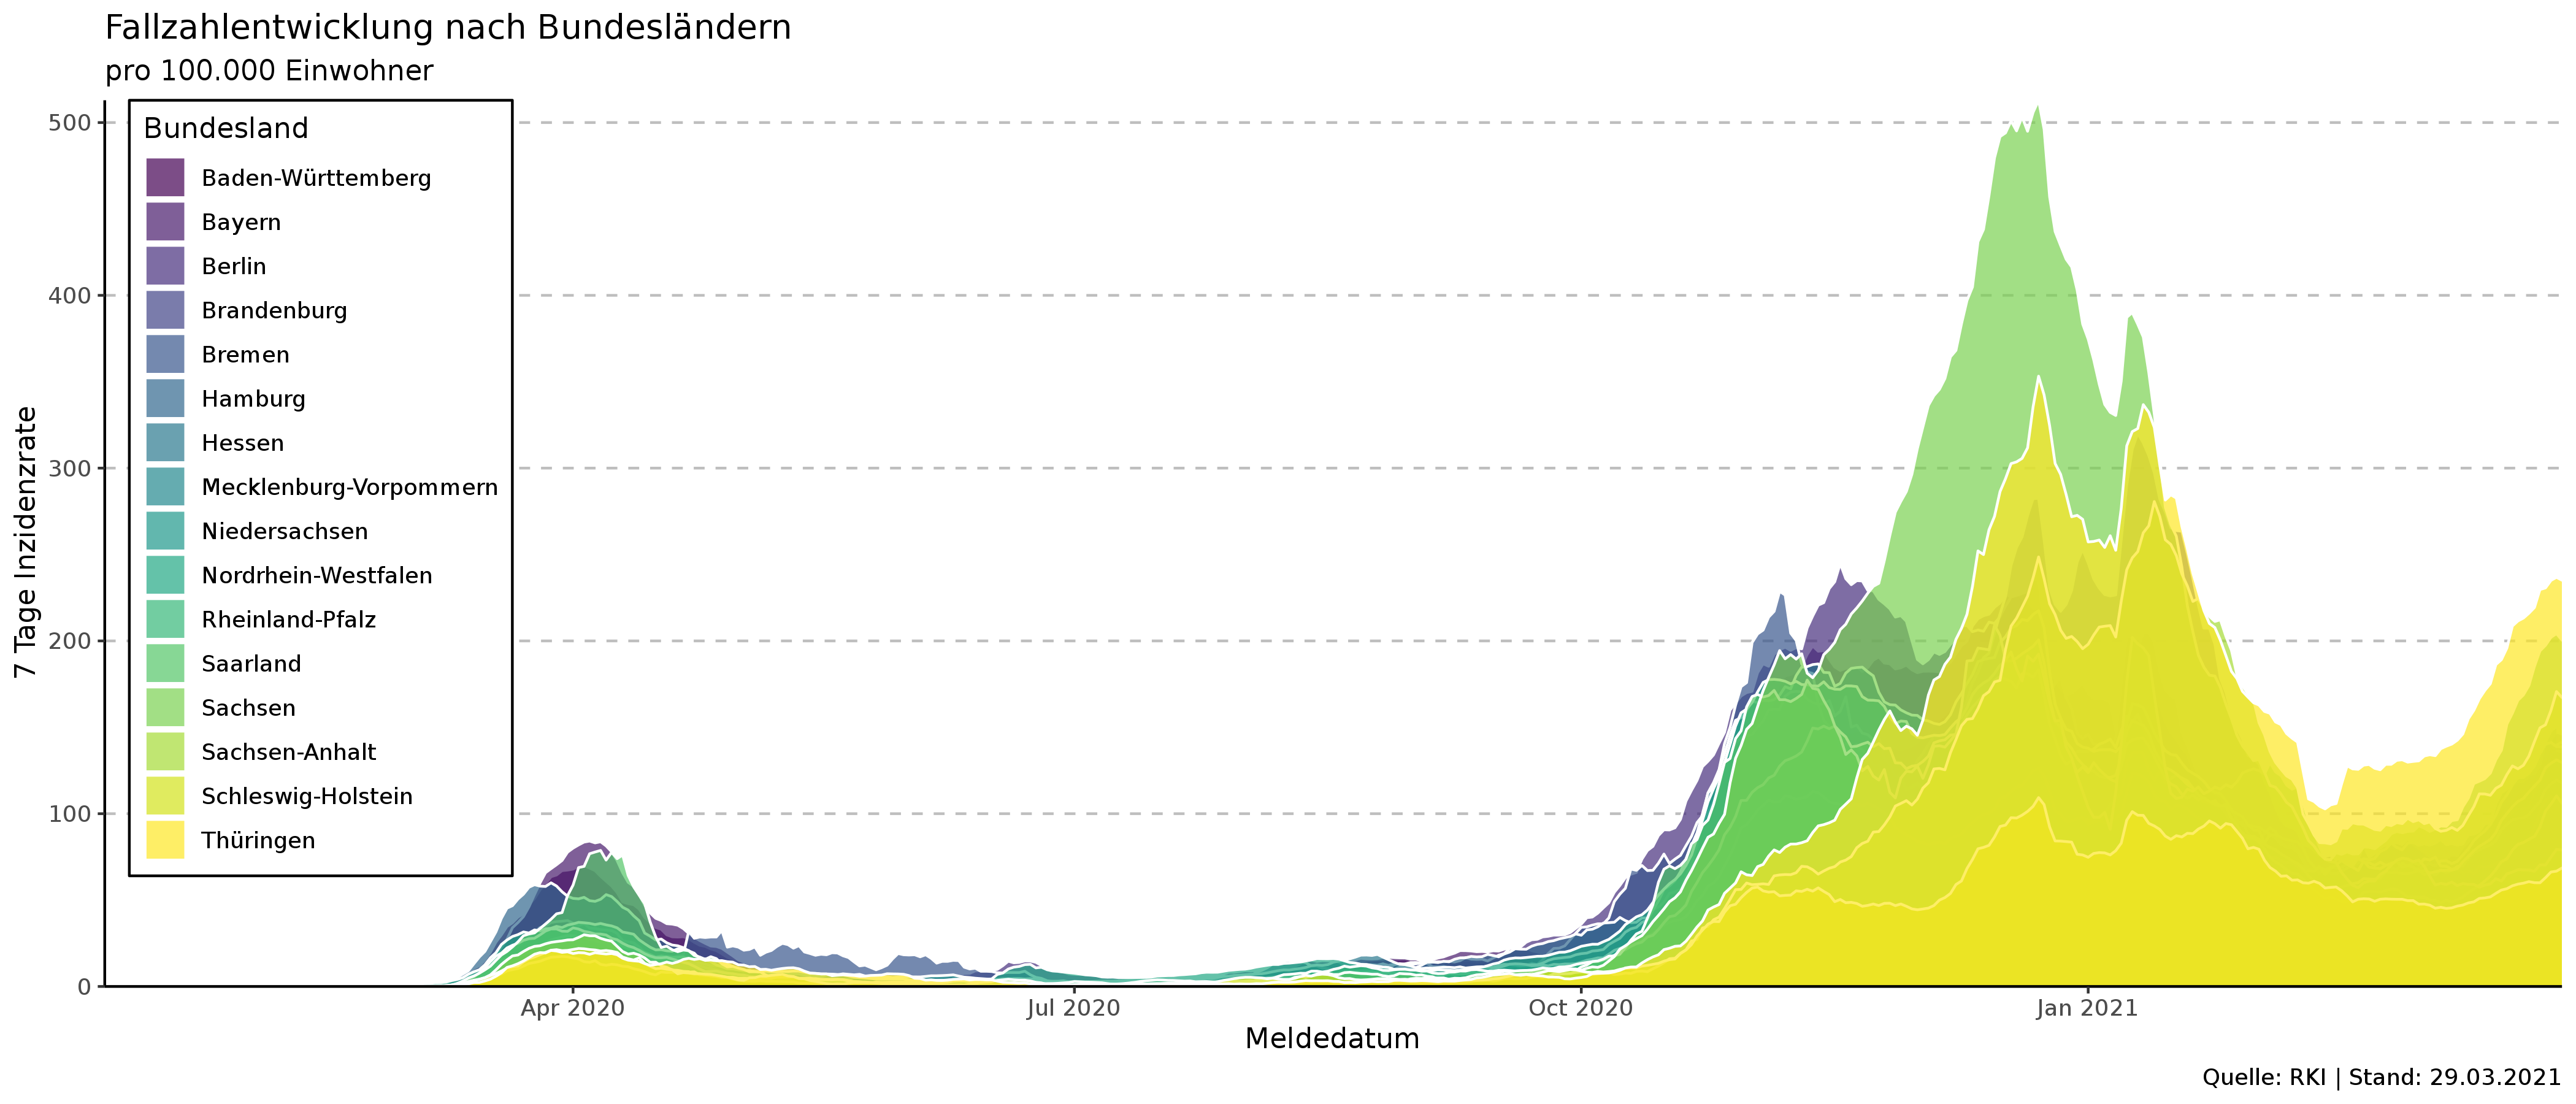 Fallzahlentwicklung nach Bundesländern
pro 100.000 Einwohner
Bundesland
Baden-Württemberg
Bayern
Berlin
Brandenburg
Bremen
Hamburg
Hessen
Mecklenburg-Vorpommern
Niedersachsen
Nordrhein-Westfalen
Rheinland-Pfalz
Saarland
Sachsen
Sachsen-Anhalt
Schleswig-Holstein
Thüringen
7 Tage Inzidenzrate
500
400
300
200
100
0
Apr 2020
Jul 2020
Oct 2020
Jan 2021
Meldedatum
Quelle: RKI | Stand: 29.03.2021